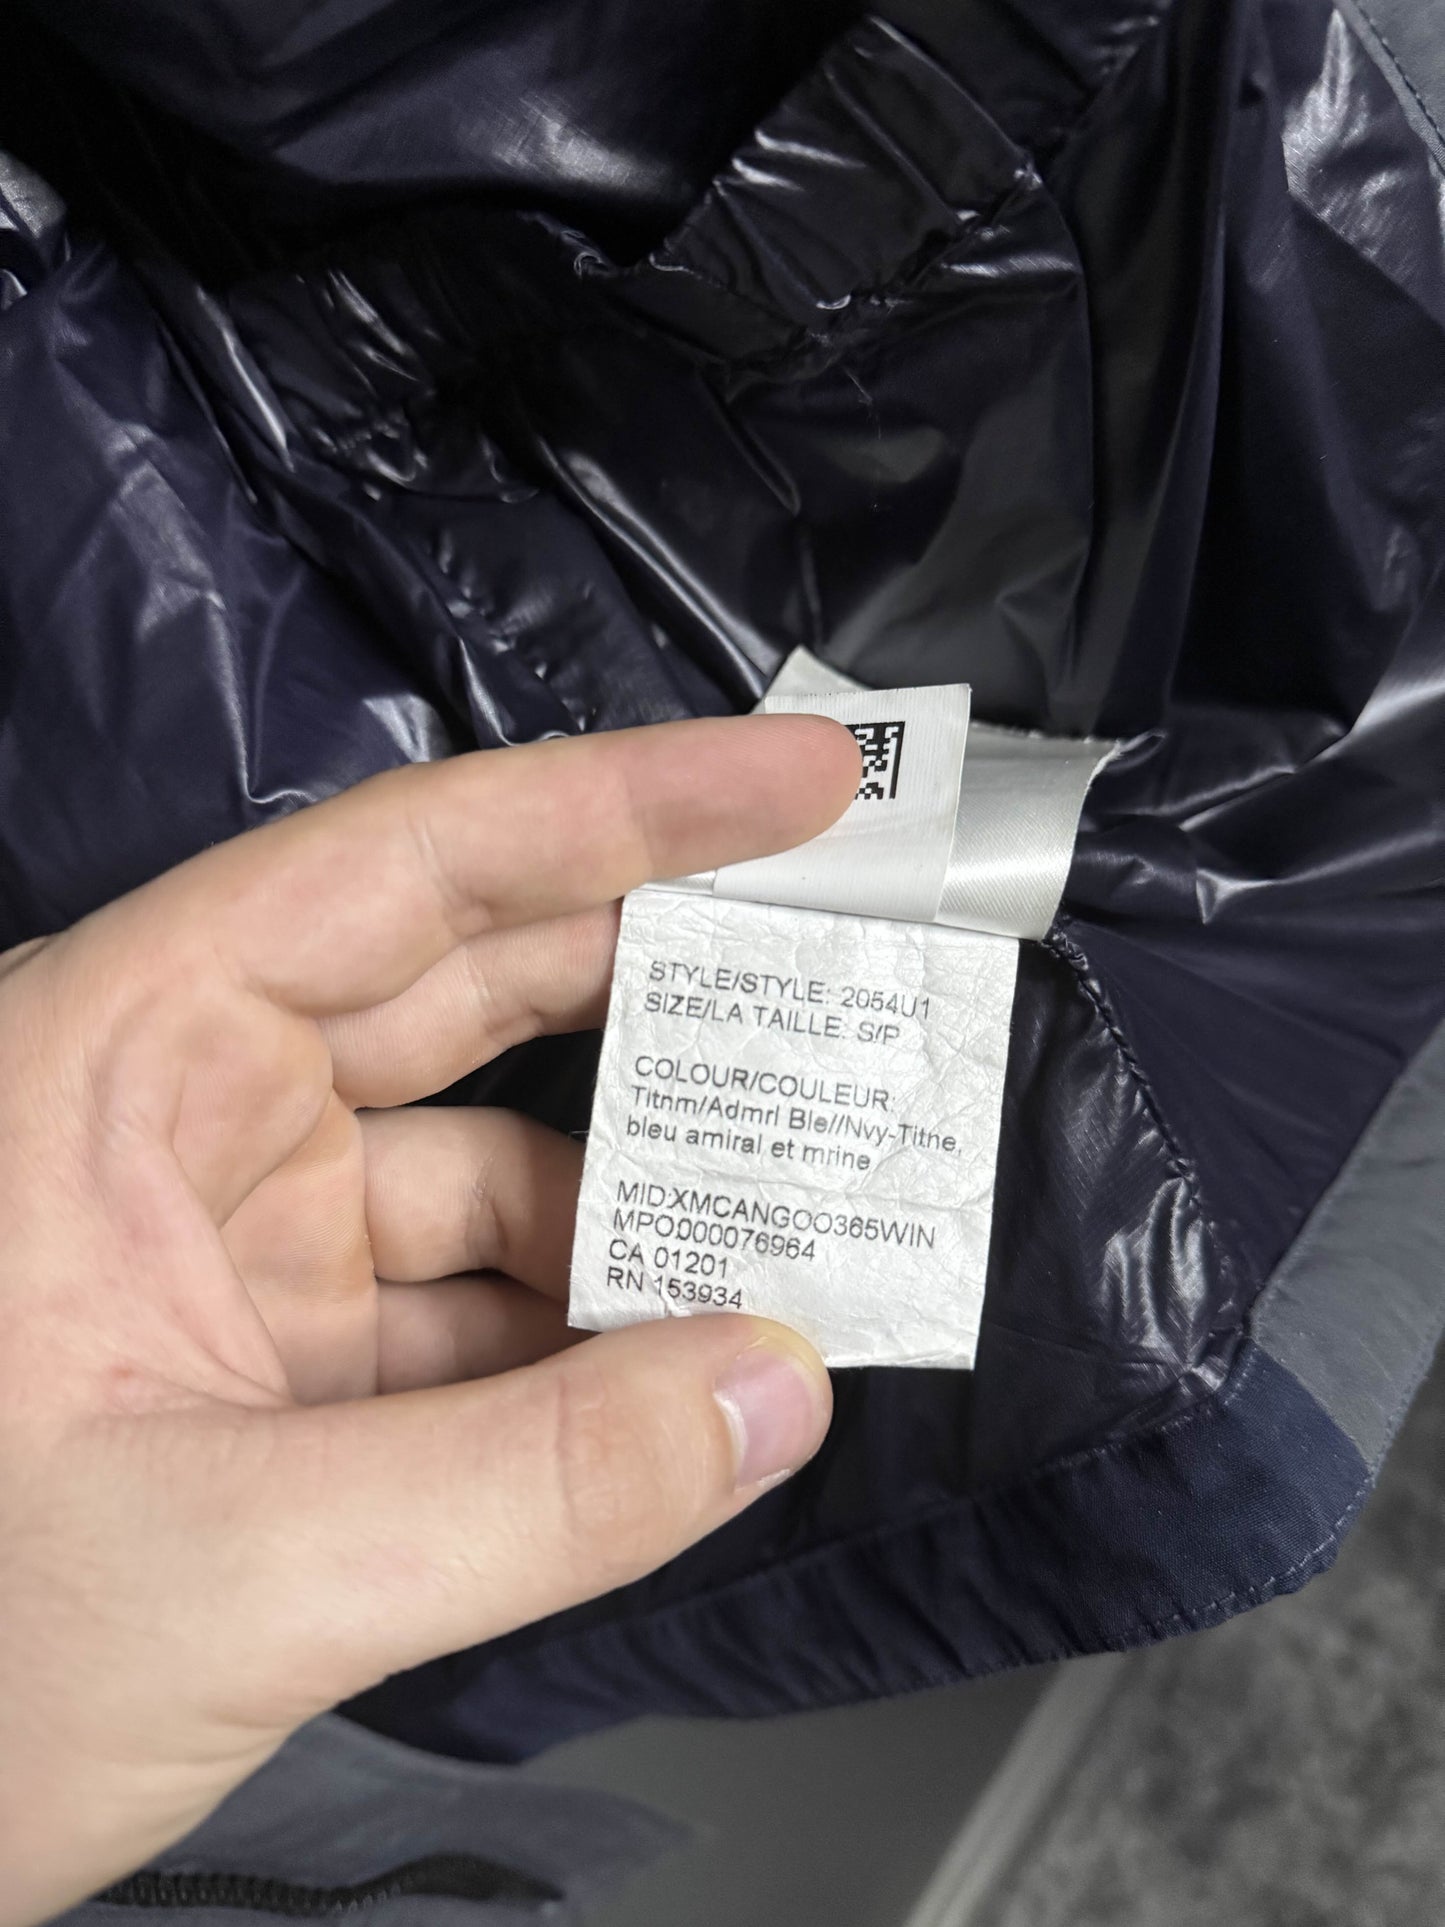 STYLE/STYLE: 2054U1
SIZE/LA TAILLE: S/P
COLOUR/COULEUR:
Titnm/Admrl Ble//Nvy-Titne,
bleu amiral et mrine
MID:XMCANGOO365WIN
MPO:000076964
CA 01201
RN 153934